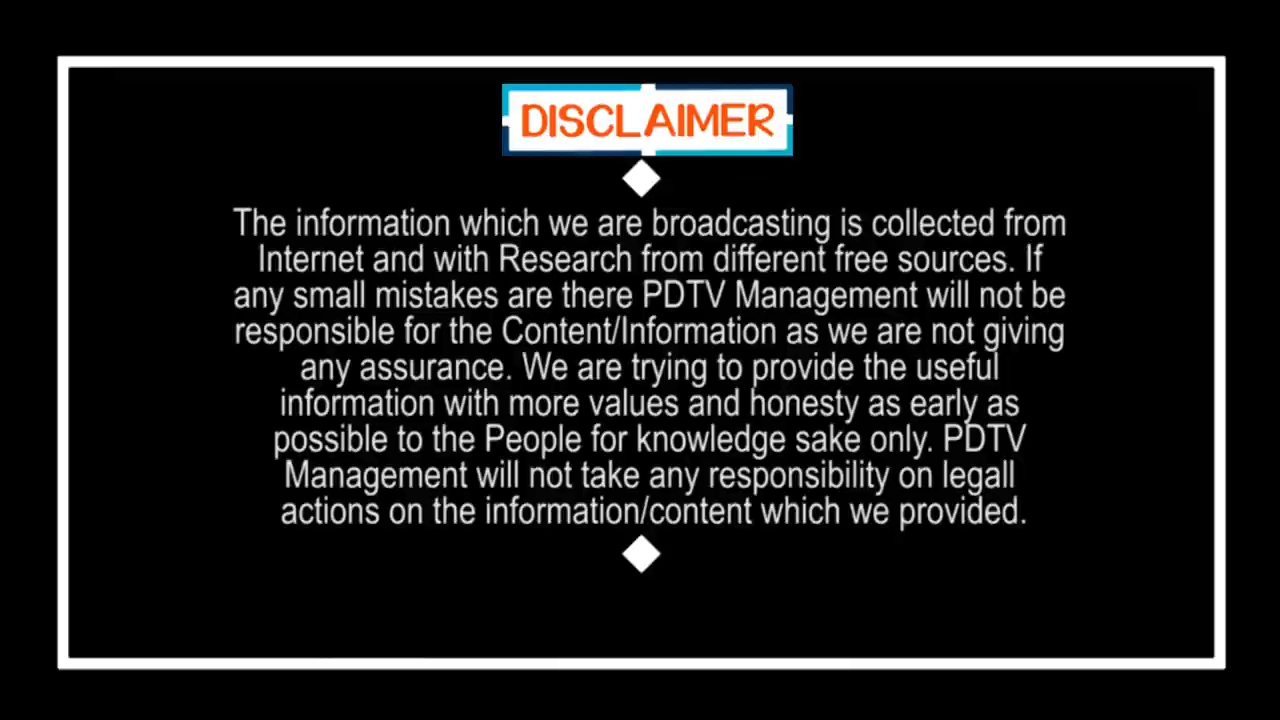 DISCLAIMER
The information which we are broadcasting is collected from
Internet and with Research from different free sources. If
any small mistakes are there PDTV Management will not be
responsible for the Content/Information as we are not giving
any assurance. We are trying to provide the useful
information with more values and honesty as early as
possible to the People for knowledge sake only. PDTV
Management will not take any responsibility on legall
actions on the information/content which we provided.